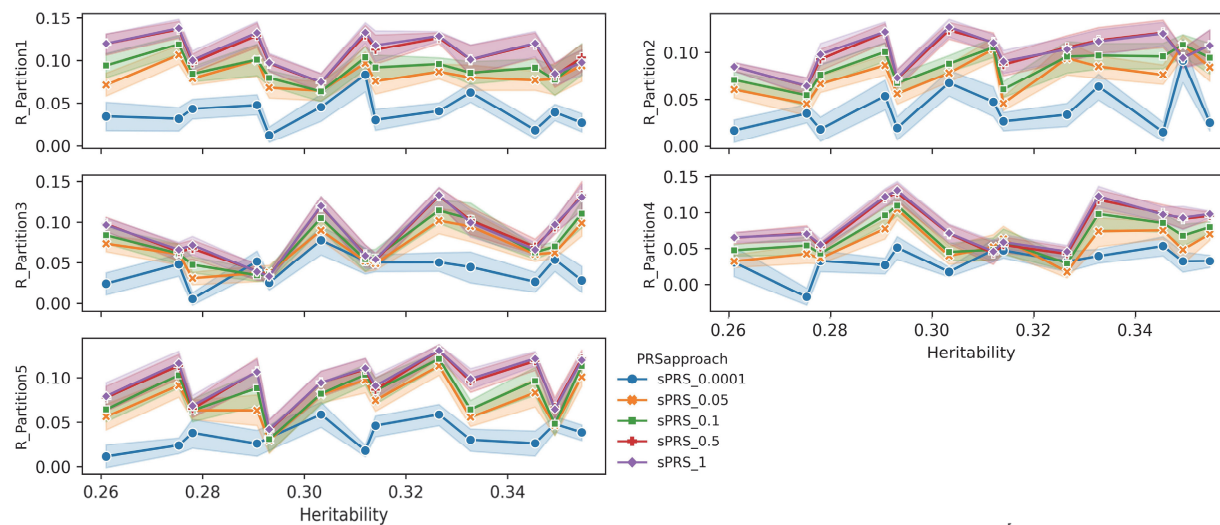 R_Partition1
0.15
0.10
0.05
0.00
R_Partition2
0.10
0.05
0.00
R_Partition3
0.15
0.10
0.05
0.00
R_Partition4
0.15
0.10
0.05
0.00
0.26
0.28
0.30
0.32
0.34
Heritability
R_Partition5
0.10
0.05
0.00
0.26
0.28
0.30
0.32
0.34
Heritability
PRSapproach
sPRS_0.0001
sPRS_0.05
sPRS_0.1
sPRS_0.5
sPRS_1